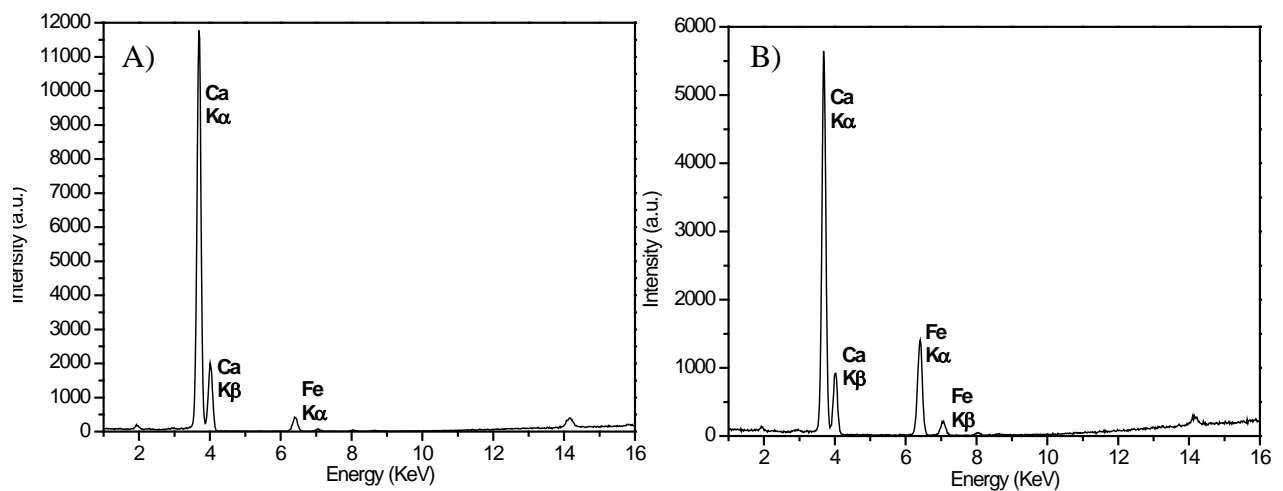 A)
12000
11000
10000
9000
8000
7000
6000
5000
4000
3000
2000
1000
0
Intensity (a.u.)
Ca
Kα
Ca
Kβ
Fe
Kα
2 4 6 8 10 12 14 16
Energy (KeV)
B)
6000
5000
4000
3000
2000
1000
0
Intensity (a.u.)
Ca
Kα
Ca
Kβ
Fe
Kα
Fe
Kβ
2 4 6 8 10 12 14 16
Energy (KeV)